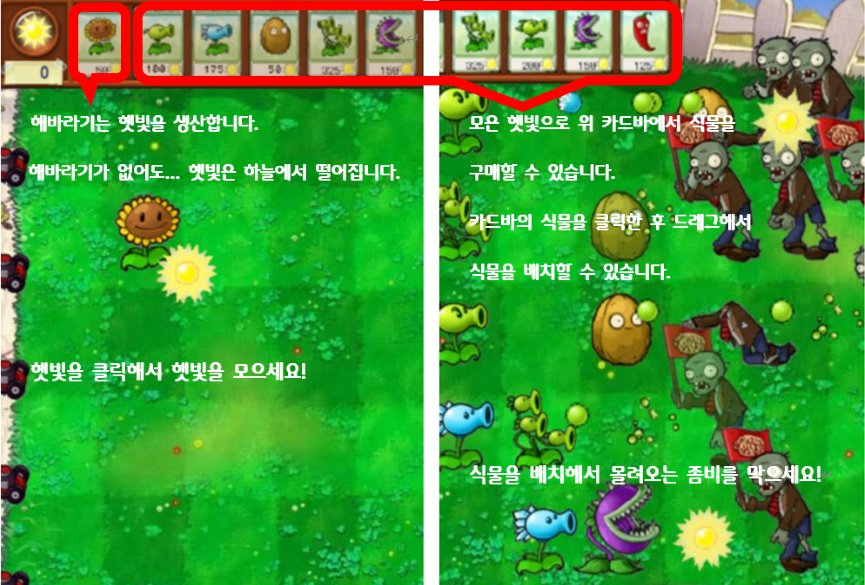 0
50
100
175
50
325
150
325
200
150
125
해바라기는 햇빛을 생산합니다.
해바라기가 없어도... 햇빛은 하늘에서 떨어집니다.
햇빛을 클릭해서 햇빛을 모으세요!
모은 햇빛으로 위 카드바에서 식물을
구매할 수 있습니다.
카드바의 식물을 클릭한 후 드래그해서
식물을 배치할 수 있습니다.
식물을 배치해서 몰려오는 좀비를 막으세요!